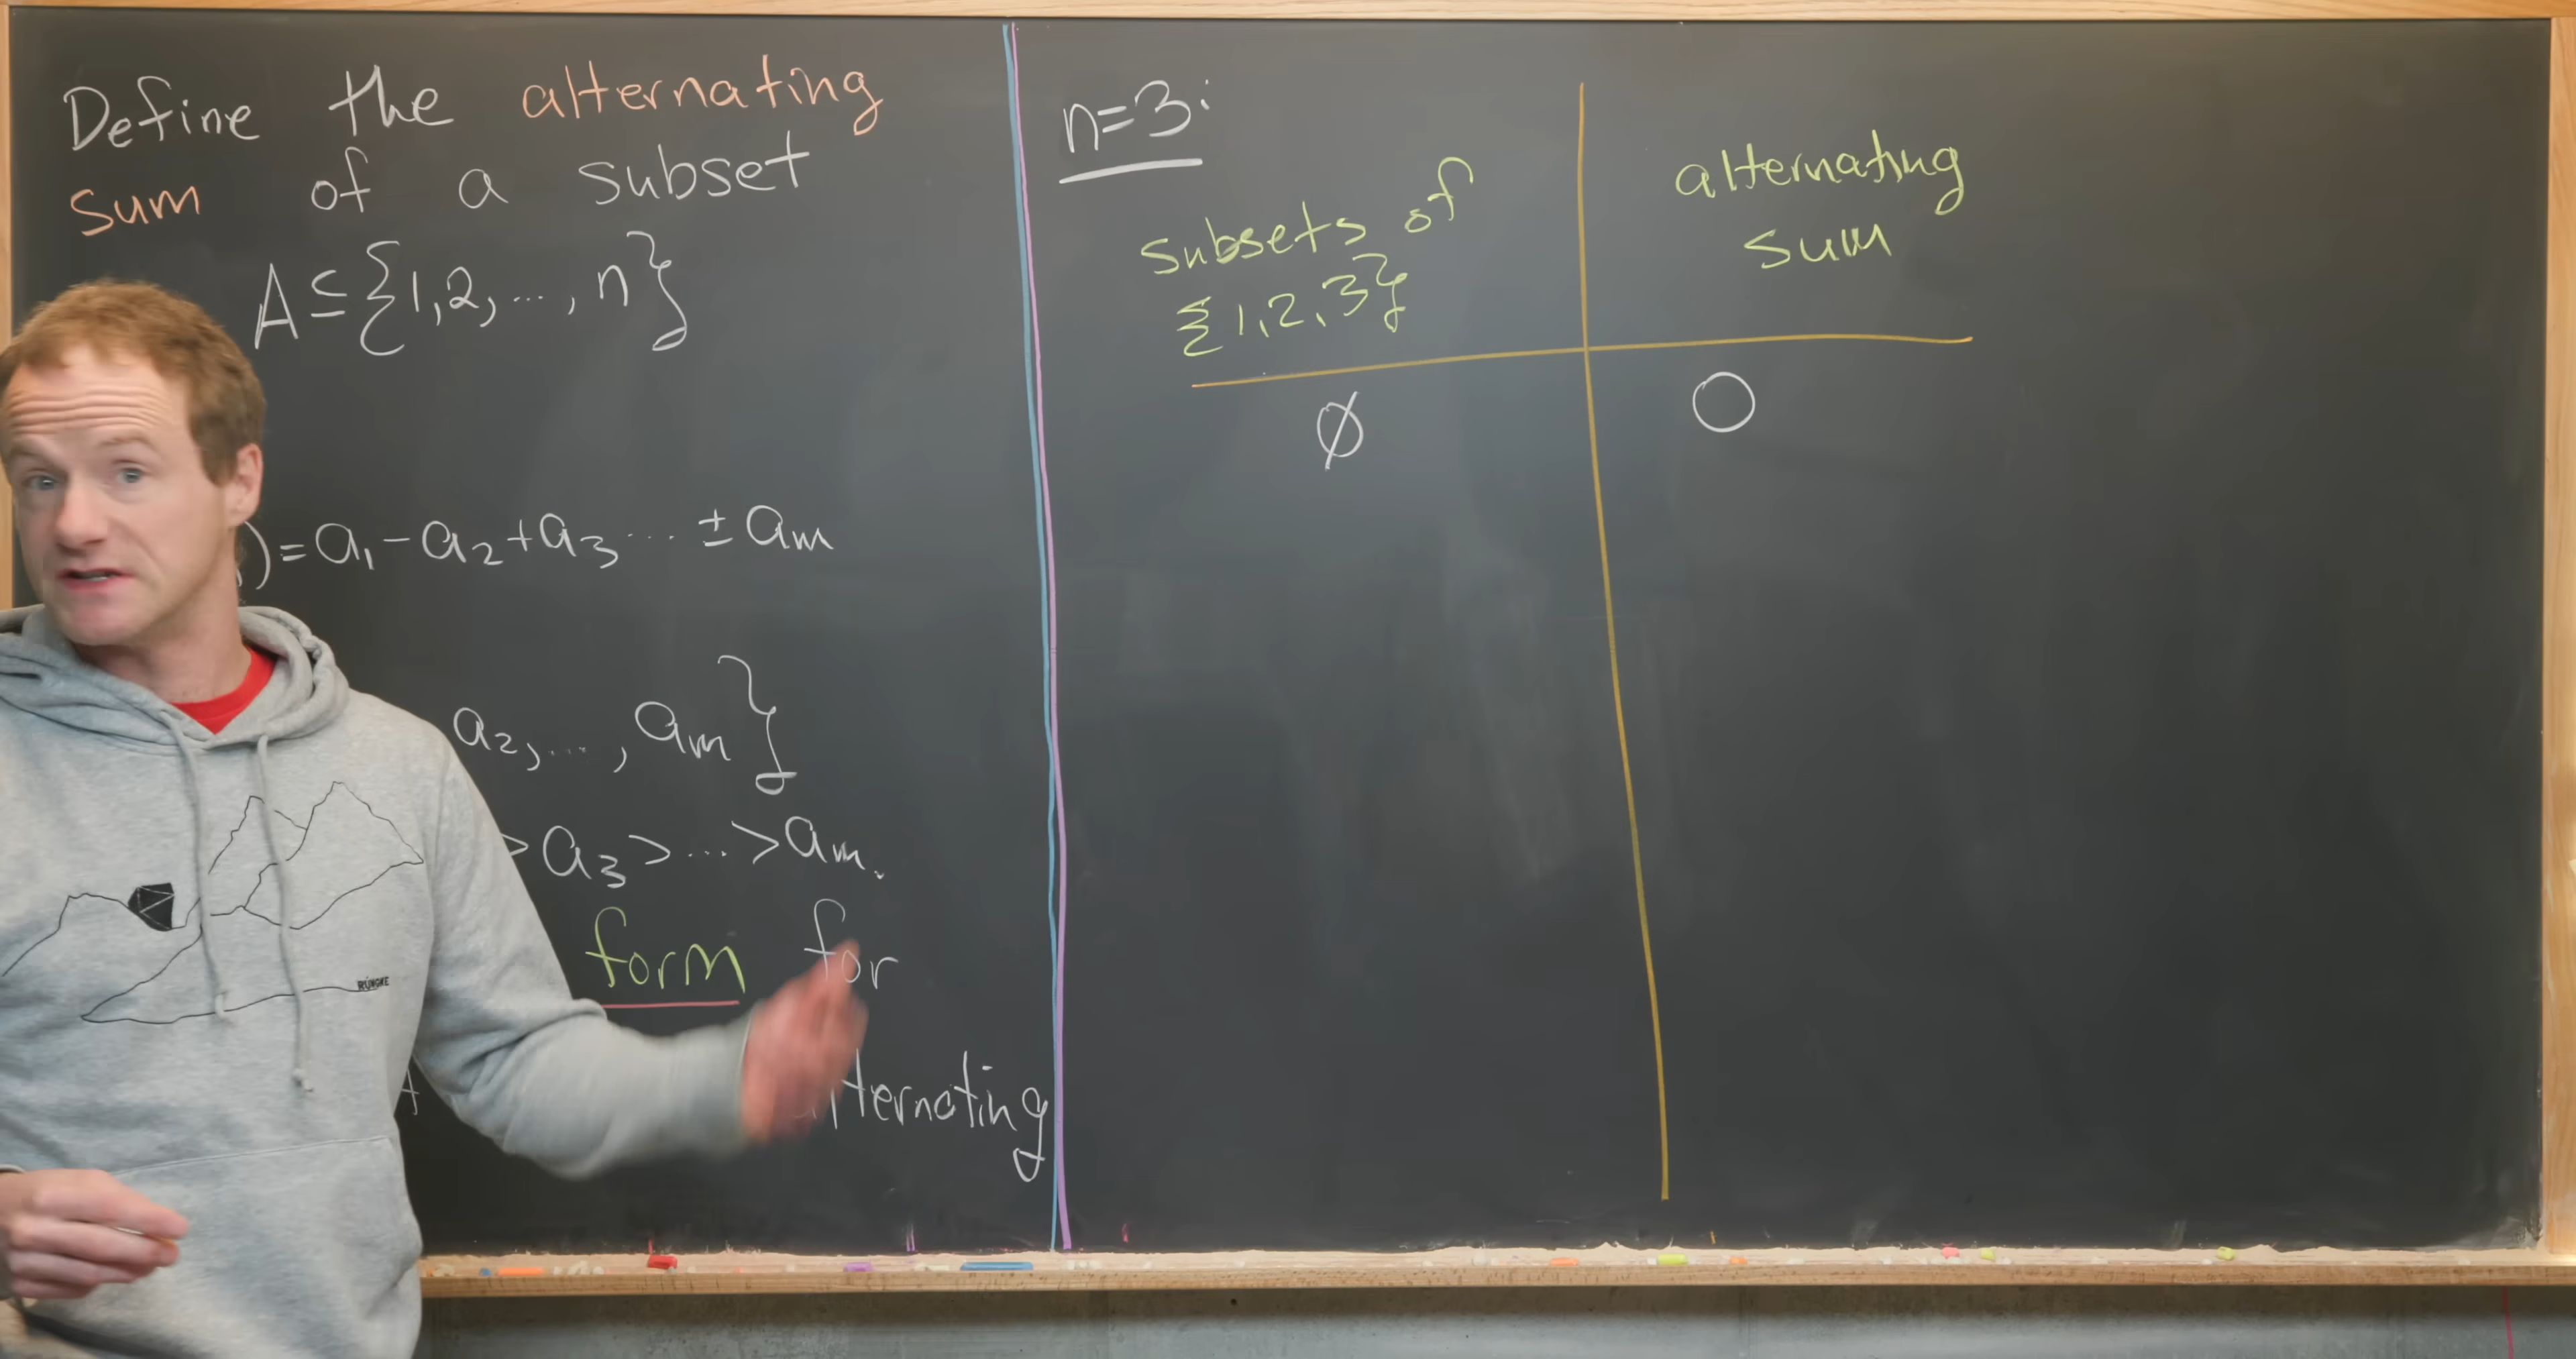 Define the alternating
sum of a subset
A⊆{1,2,...,n}
)=a₁-a₂+a₃...±aₘ
a₂,...,aₘ}
>a₃>...>aₘ.
form for
lternating
n=3:
Subsets of
{1,2,3}
alternating
sum
∅
0